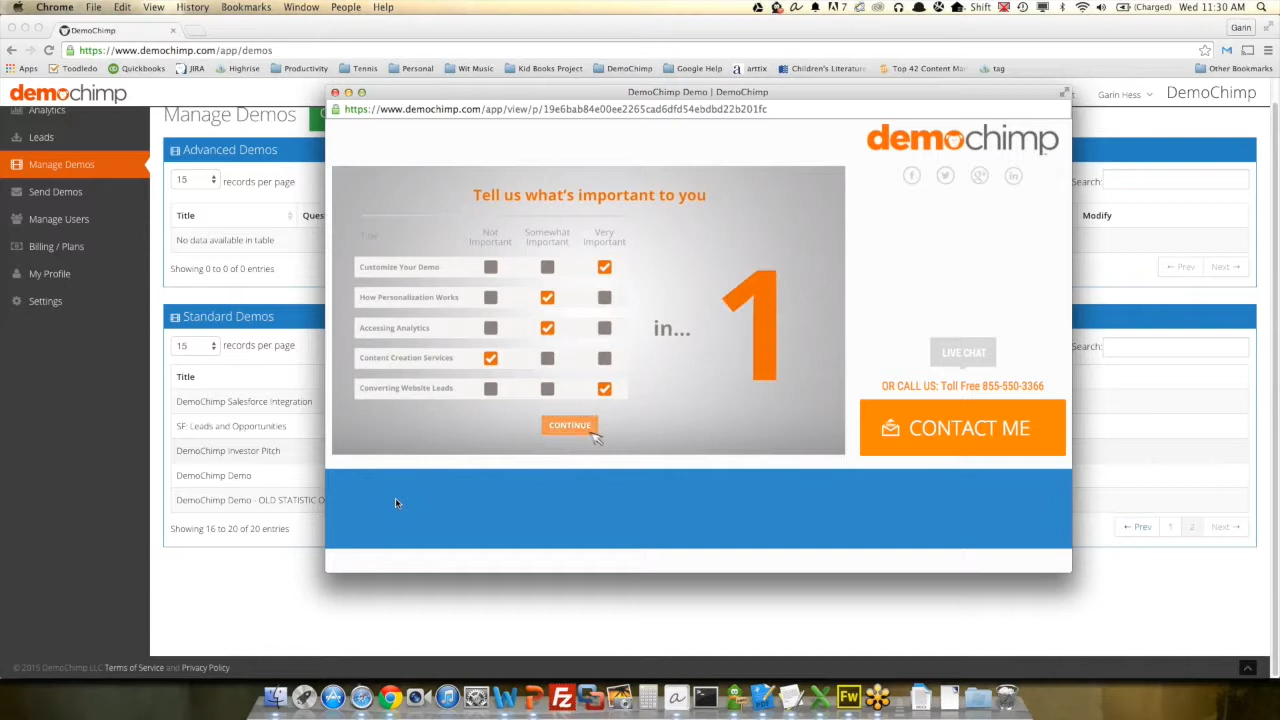 Chrome File Edit View History Bookmarks Window People Help
7 Shift (Charged) Wed 11:30 AM
DemoChimp
Garin
https://www.demochimp.com/app/demos
Apps Toodledo Quickbooks JIRA Highrise Productivity Tennis Personal Wit Music Kid Books Project DemoChimp Google Help arttix Children's Literature Top 42 Content Mar tag Other Bookmarks
demochimp
Garin Hess DemoChimp
Analytics
Leads
Manage Demos
Send Demos
Manage Users
Billing / Plans
My Profile
Settings
Manage Demos
Advanced Demos
15 records per page
Search:
Title Ques Modify
No data available in table
Showing 0 to 0 of 0 entries
← Prev Next →
Standard Demos
15 records per page
Search:
Title
DemoChimp Salesforce Integration
SF: Leads and Opportunities
DemoChimp Investor Pitch
DemoChimp Demo
DemoChimp Demo - OLD STATISTIC O
Showing 16 to 20 of 20 entries
← Prev 1 2 Next →
DemoChimp Demo | DemoChimp
https://www.demochimp.com/app/view/p/19e6bab84e00ee2265cad6dfd54ebdbd22b201fc
demochimp
Tell us what's important to you
Title
Not Important
Somewhat Important
Very Important
Customize Your Demo
How Personalization Works
Accessing Analytics
Content Creation Services
Converting Website Leads
in... 1
CONTINUE
LIVE CHAT
OR CALL US: Toll Free 855-550-3366
CONTACT ME
© 2015 DemoChimp LLC Terms of Service and Privacy Policy